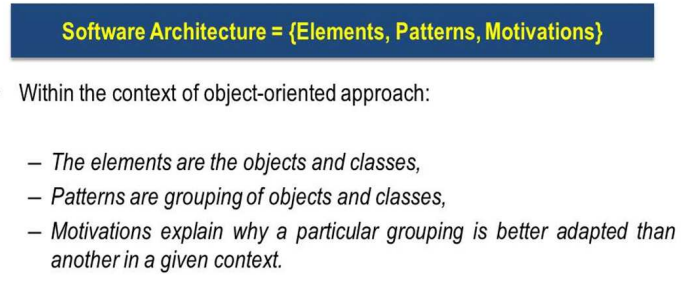 Software Architecture = {Elements, Patterns, Motivations}
Within the context of object-oriented approach:
– The elements are the objects and classes,
– Patterns are grouping of objects and classes,
– Motivations explain why a particular grouping is better adapted than
another in a given context.